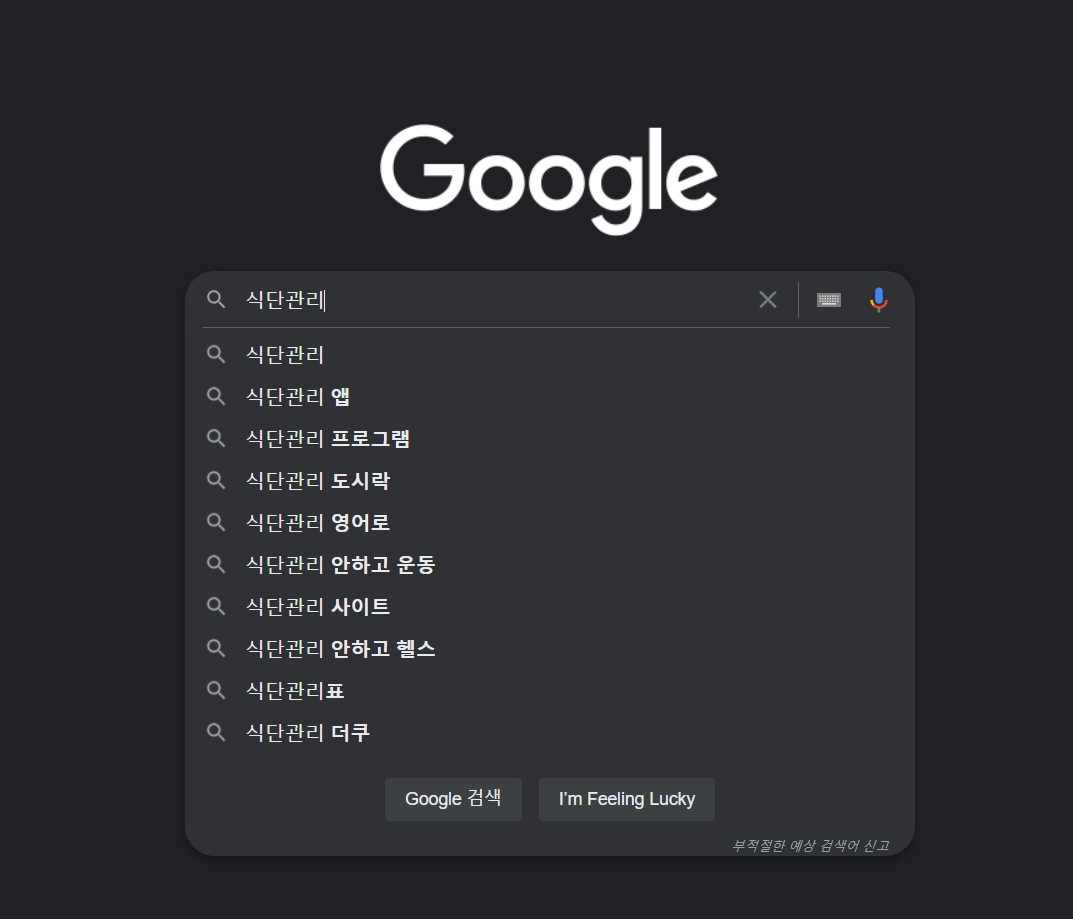 Google
식단관리
식단관리
식단관리 앱
식단관리 프로그램
식단관리 도시락
식단관리 영어로
식단관리 안하고 운동
식단관리 사이트
식단관리 안하고 헬스
식단관리표
식단관리 더쿠
Google 검색 I'm Feeling Lucky
부적절한 예상 검색어 신고